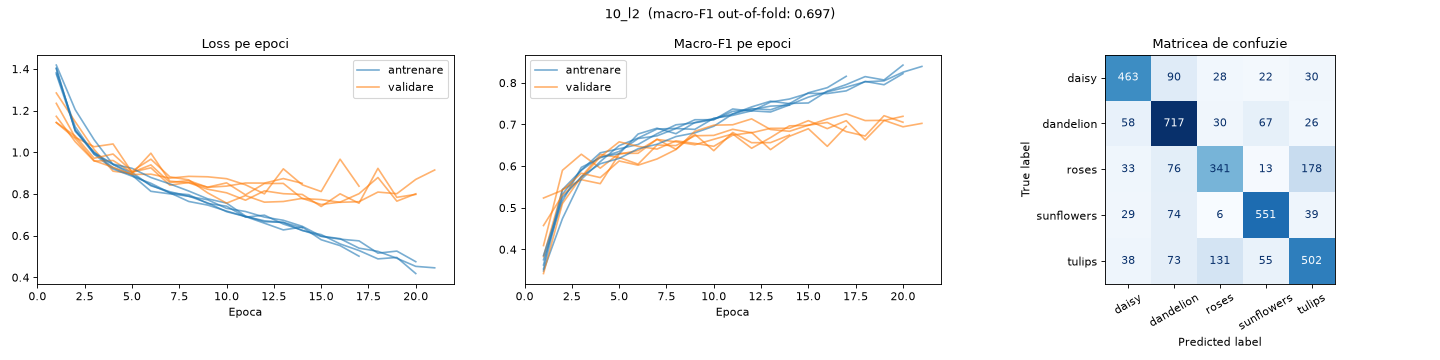 10_l2  (macro-F1 out-of-fold: 0.697)
Loss pe epoci
1.4
1.2
1.0
0.8
0.6
0.4
0.0 2.5 5.0 7.5 10.0 12.5 15.0 17.5 20.0
Epoca
antrenare
validare
Macro-F1 pe epoci
0.8
0.7
0.6
0.5
0.4
0.0 2.5 5.0 7.5 10.0 12.5 15.0 17.5 20.0
Epoca
antrenare
validare
Matricea de confuzie
True label
daisy 463 90 28 22 30
dandelion 58 717 30 67 26
roses 33 76 341 13 178
sunflowers 29 74 6 551 39
tulips 38 73 131 55 502
daisy dandelion roses sunflowers tulips
Predicted label